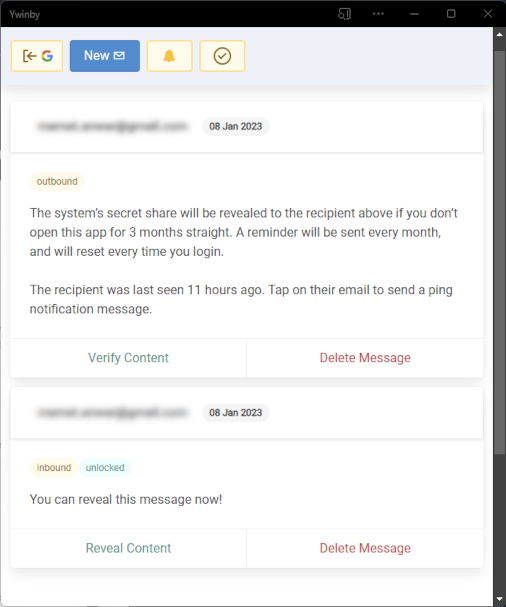 Ywinby
New
08 Jan 2023
outbound
The system's secret share will be revealed to the recipient above if you don't
open this app for 3 months straight. A reminder will be sent every month,
and will reset every time you login.
The recipient was last seen 11 hours ago. Tap on their email to send a ping
notification message.
Verify Content
Delete Message
08 Jan 2023
inbound
unlocked
You can reveal this message now!
Reveal Content
Delete Message